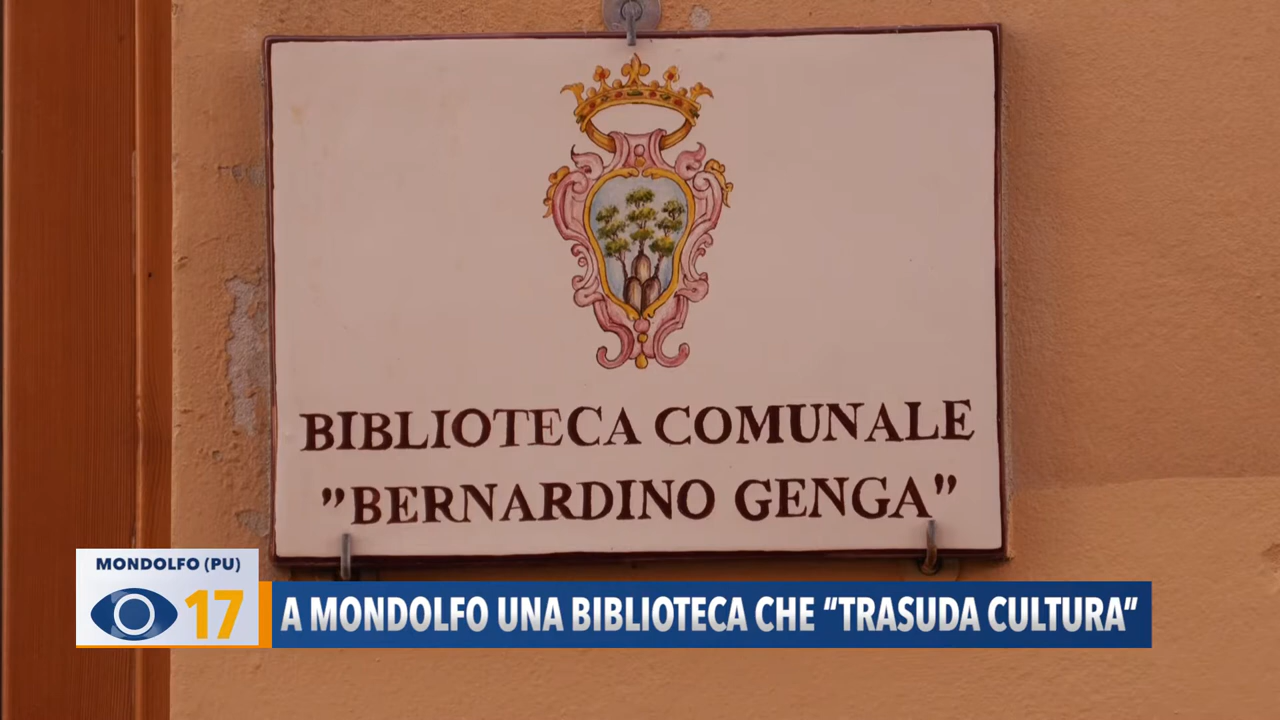 BIBLIOTECA COMUNALE
"BERNARDINO GENGA"
MONDOLFO (PU)
17
A MONDOLFO UNA BIBLIOTECA CHE “TRASUDA CULTURA”